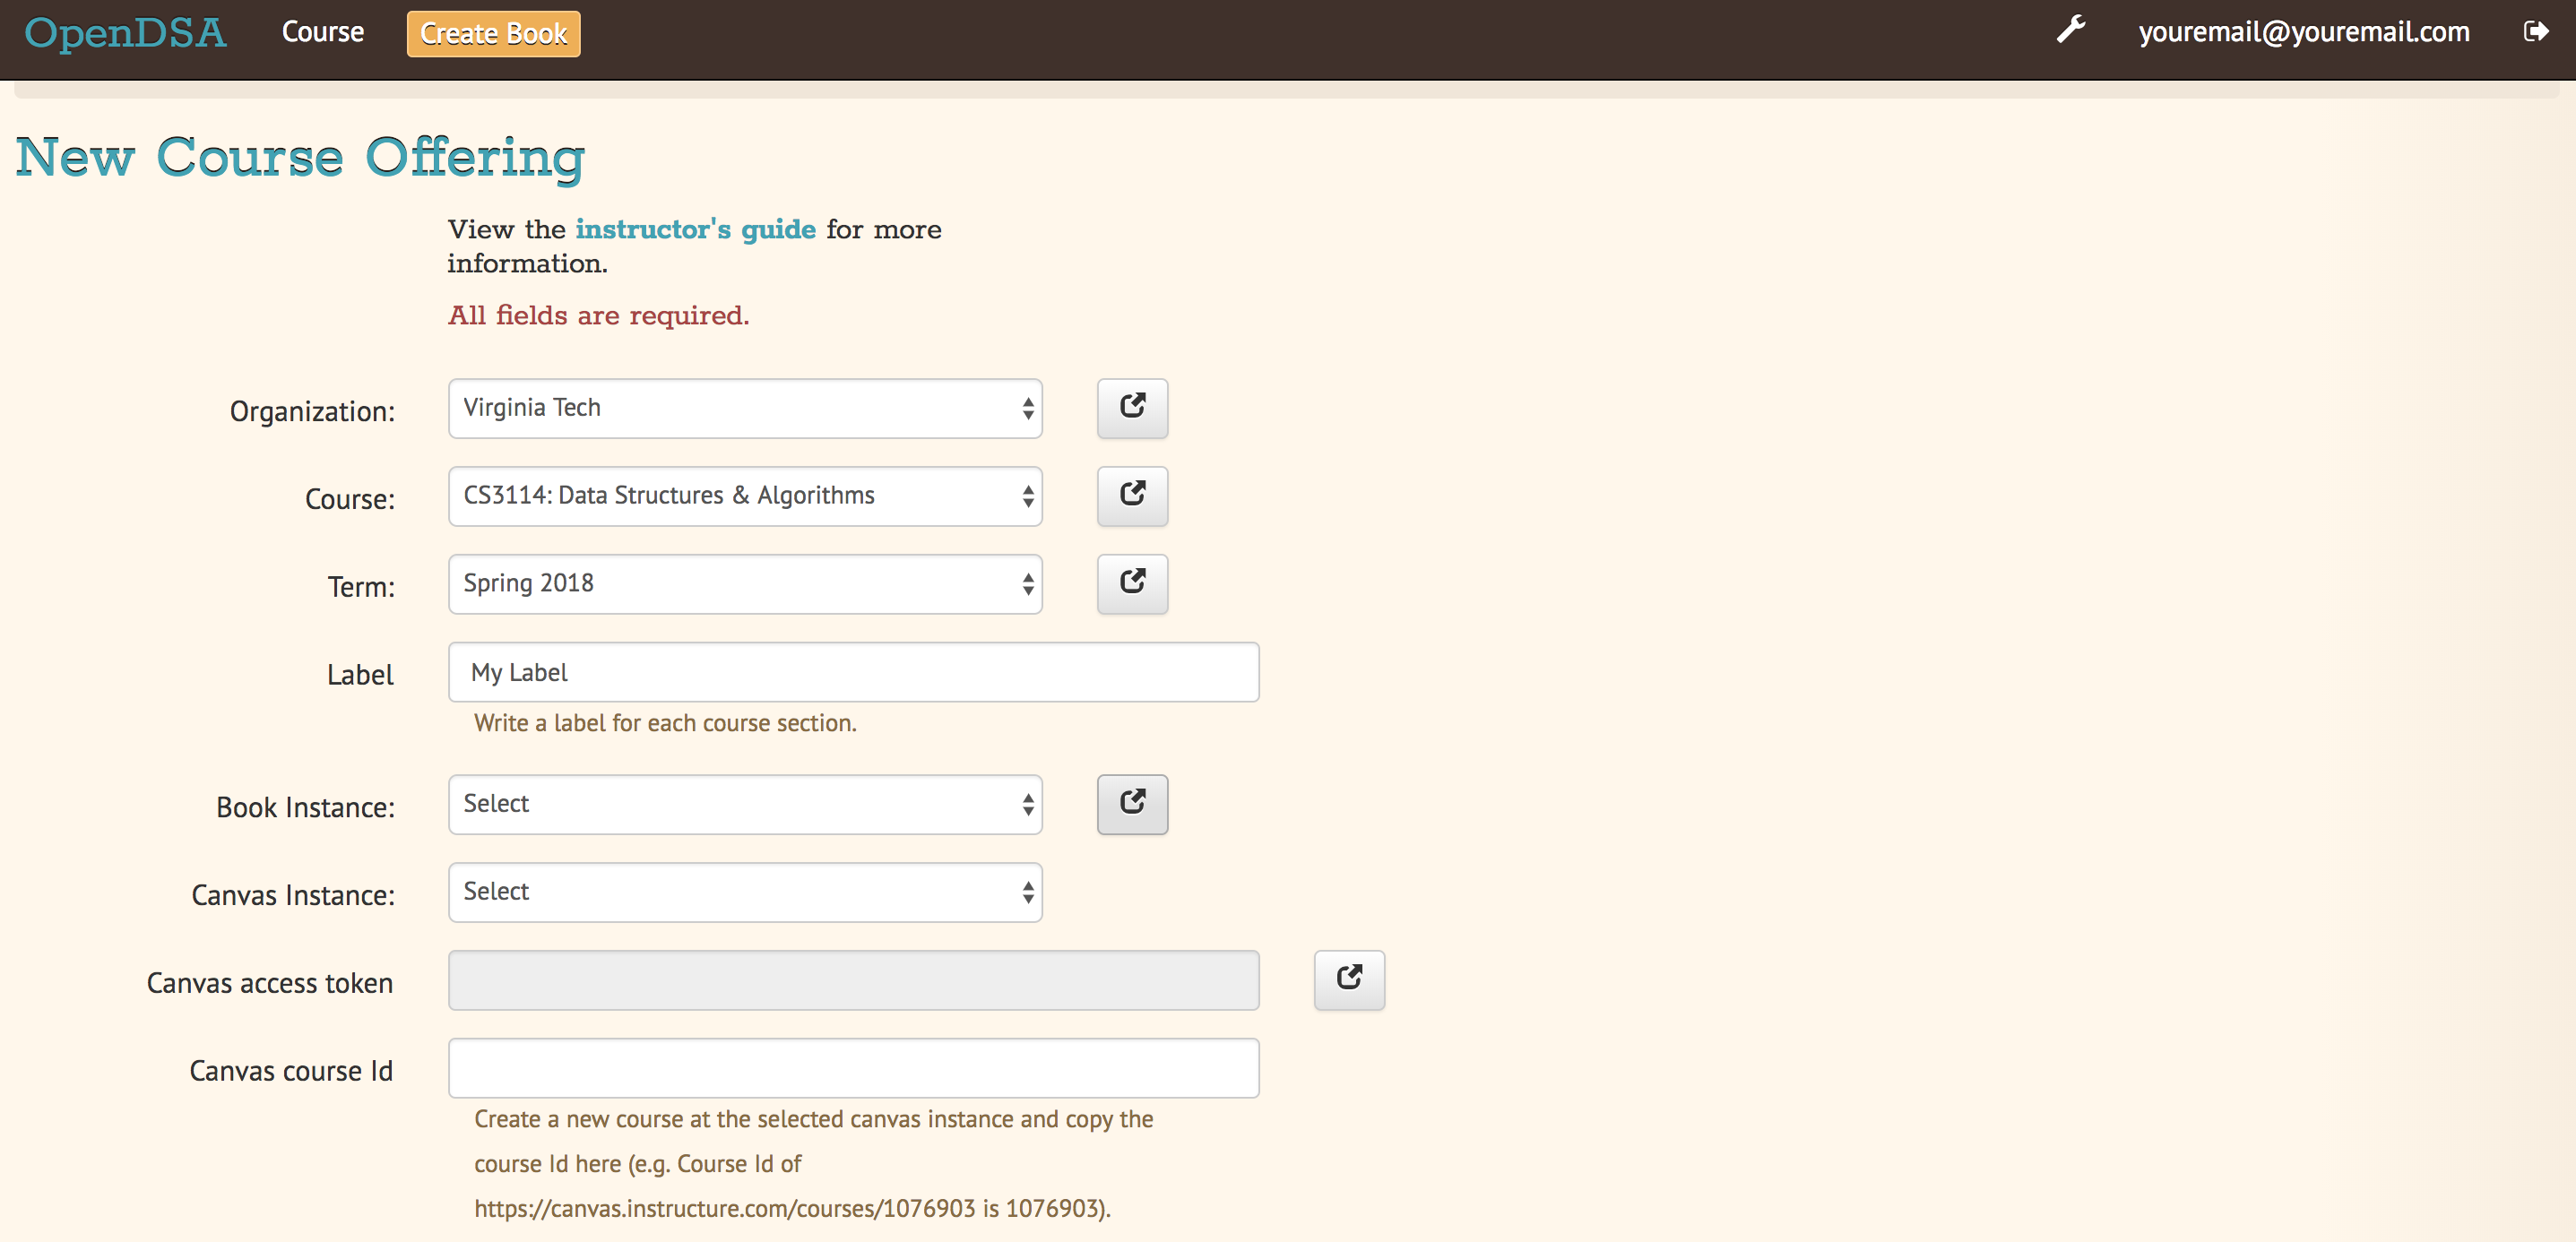 OpenDSA Course Create Book youremail@youremail.com
New Course Offering
View the instructor's guide for more
information.
All fields are required.
Organization: Virginia Tech
Course: CS3114: Data Structures & Algorithms
Term: Spring 2018
Label My Label
Write a label for each course section.
Book Instance: Select
Canvas Instance: Select
Canvas access token
Canvas course Id
Create a new course at the selected canvas instance and copy the
course Id here (e.g. Course Id of
https://canvas.instructure.com/courses/1076903 is 1076903).